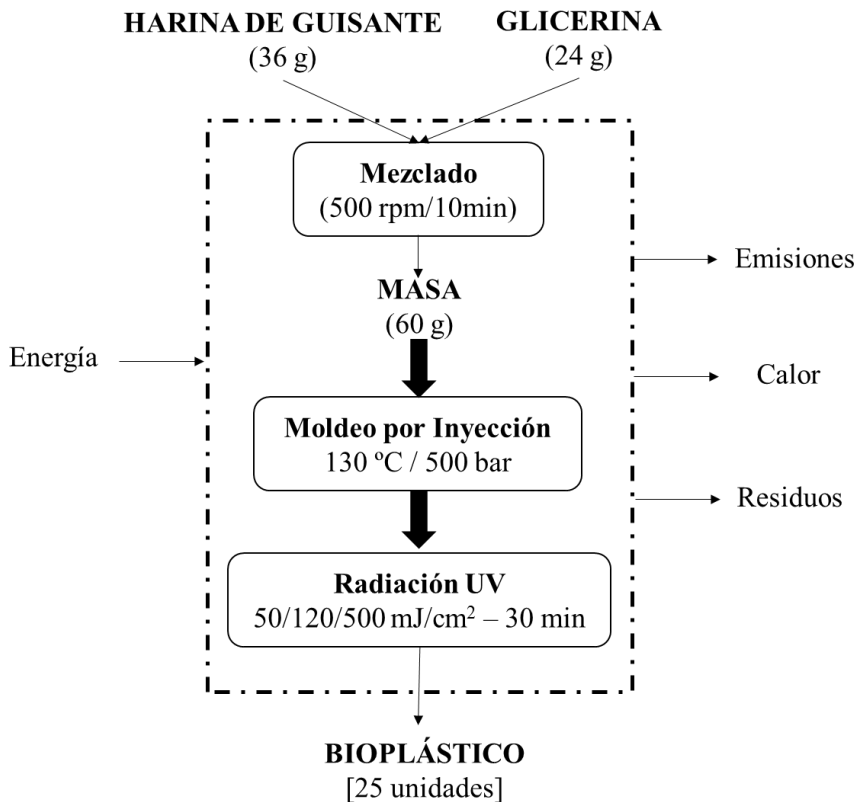 HARINA DE GUISANTE
(36 g)
GLICERINA
(24 g)
Mezclado
(500 rpm/10min)
MASA
(60 g)
Energía
Moldeo por Inyección
130 ºC / 500 bar
Radiación UV
50/120/500 mJ/cm² – 30 min
Emisiones
Calor
Residuos
BIOPLÁSTICO
[25 unidades]